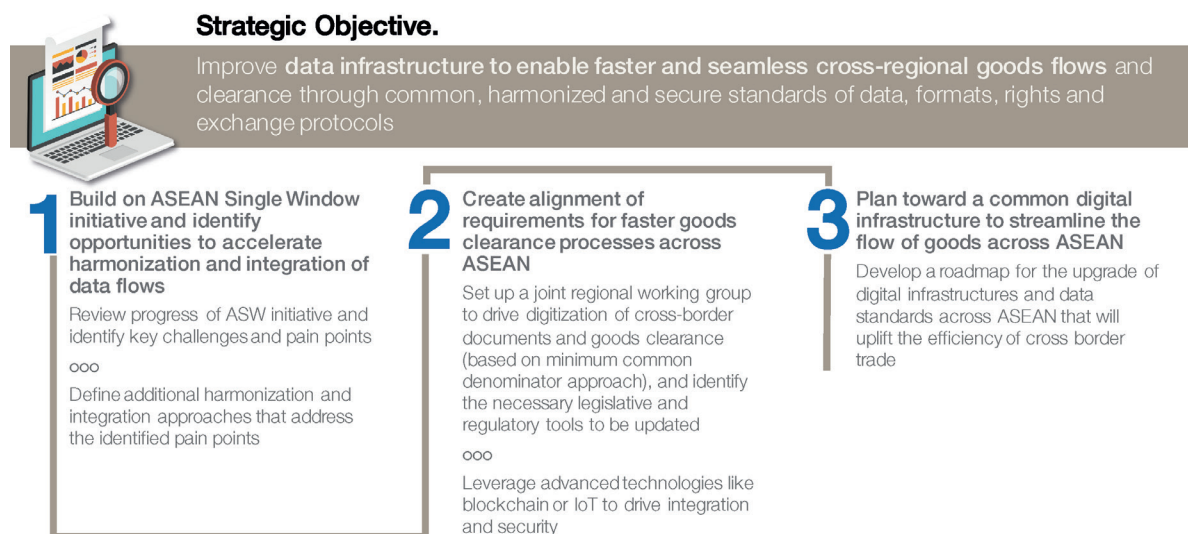 Strategic Objective.
Improve data infrastructure to enable faster and seamless cross-regional goods flows and
clearance through common, harmonized and secure standards of data, formats, rights and
exchange protocols
1
Build on ASEAN Single Window
initiative and identify
opportunities to accelerate
harmonization and integration of
data flows
Review progress of ASW initiative and
identify key challenges and pain points
ooo
Define additional harmonization and
integration approaches that address
the identified pain points
2
Create alignment of
requirements for faster goods
clearance processes across
ASEAN
Set up a joint regional working group
to drive digitization of cross-border
documents and goods clearance
(based on minimum common
denominator approach), and identify
the necessary legislative and
regulatory tools to be updated
ooo
Leverage advanced technologies like
blockchain or IoT to drive integration
and security
3
Plan toward a common digital
infrastructure to streamline the
flow of goods across ASEAN
Develop a roadmap for the upgrade of
digital infrastructures and data
standards across ASEAN that will
uplift the efficiency of cross border
trade